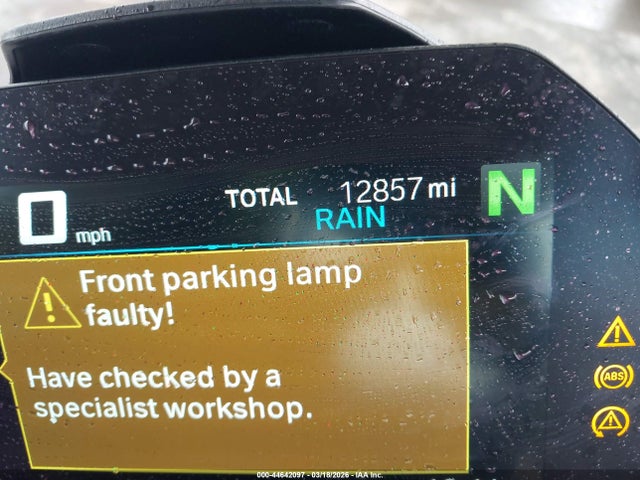 0 mph
TOTAL 12857 mi N
RAIN
Front parking lamp
faulty!
Have checked by a
specialist workshop.
ABS
000-44642097 - 03/18/2026 - IAA Inc.